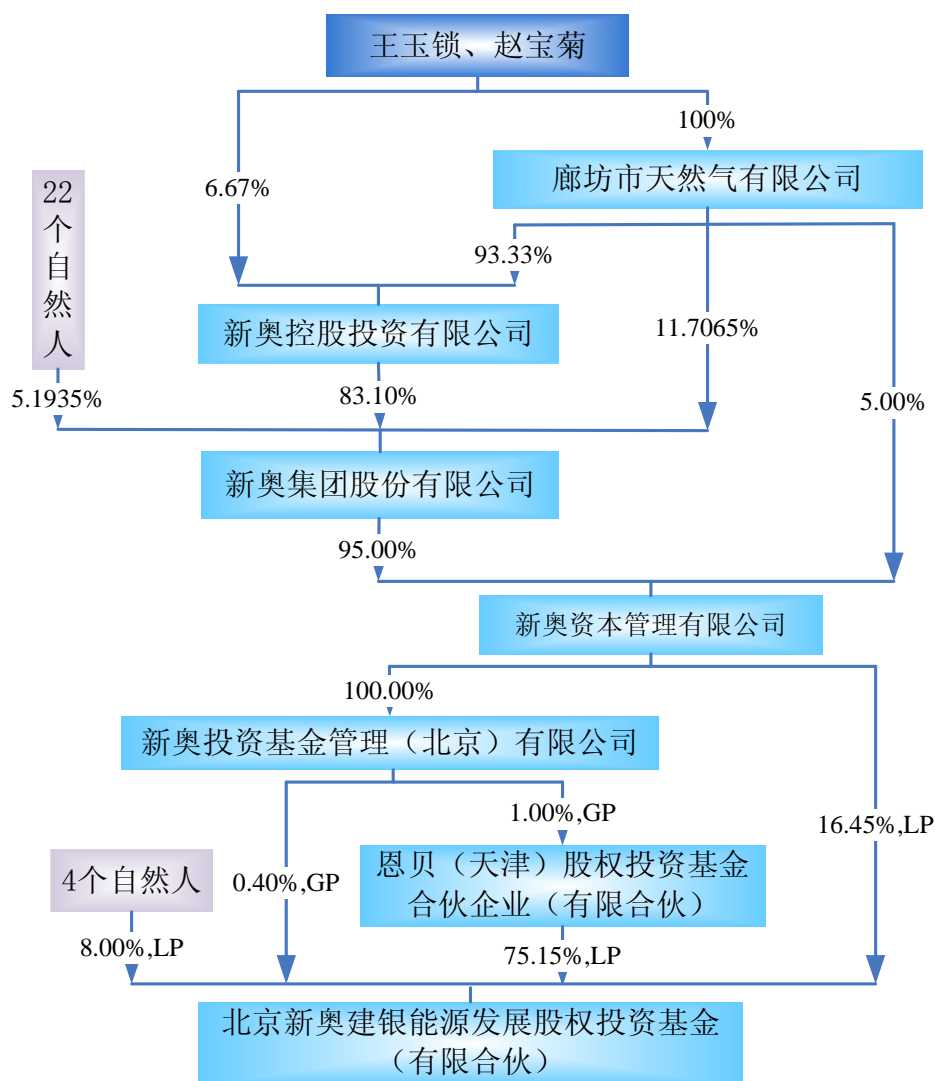 王玉锁、赵宝菊
100%
廊坊市天然气有限公司
22
个
自
然
人
6.67%
93.33%
新奥控股投资有限公司
11.7065%
5.1935%
83.10%
5.00%
新奥集团股份有限公司
95.00%
新奥资本管理有限公司
100.00%
新奥投资基金管理（北京）有限公司
1.00%,GP
16.45%,LP
4个自然人
0.40%,GP
恩贝（天津）股权投资基金
合伙企业（有限合伙）
8.00%,LP
75.15%,LP
北京新奥建银能源发展股权投资基金
（有限合伙）